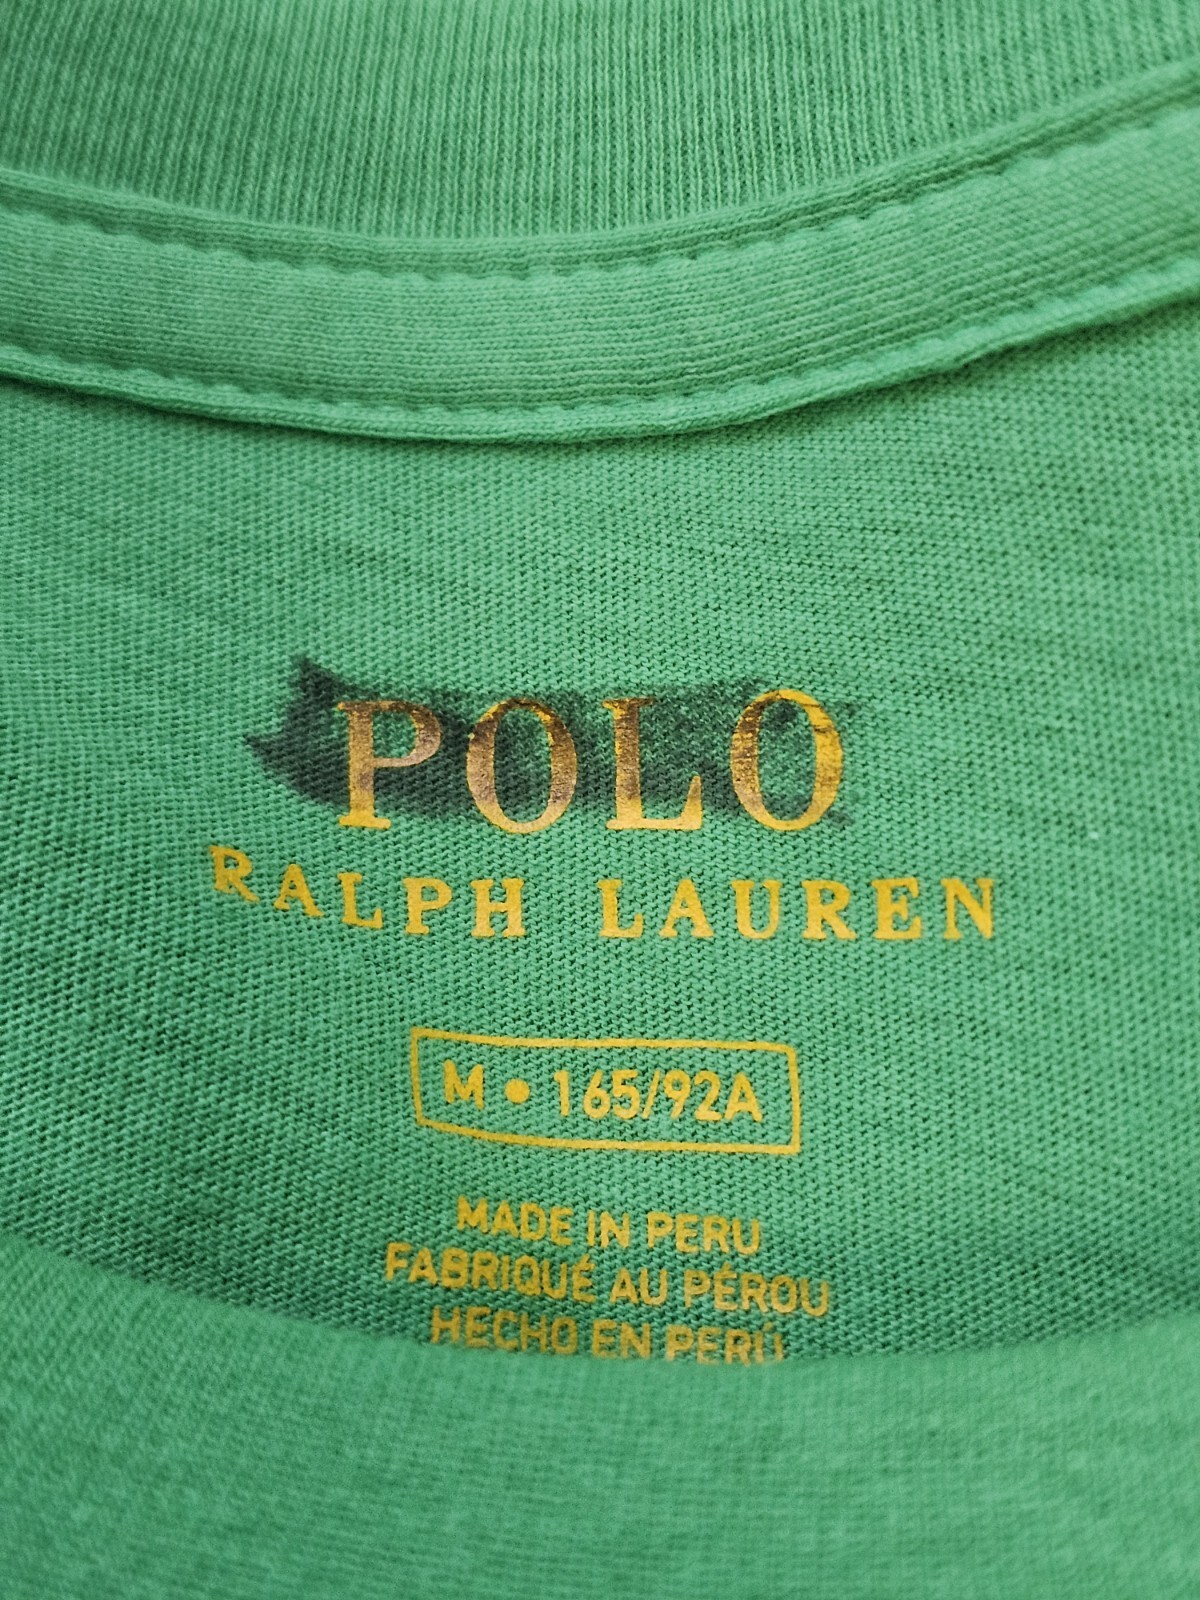 POLO
RALPH LAUREN
M • 165/92A
MADE IN PERU
FABRIQUÉ AU PÉROU
HECHO EN PERÚ